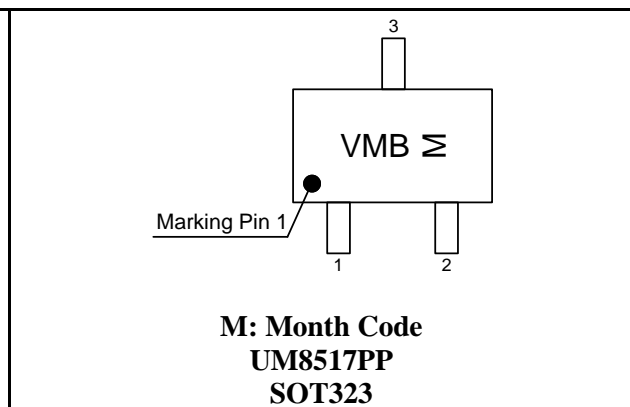 3
VMB M
Marking Pin 1
1
2
M: Month Code
UM8517PP
SOT323